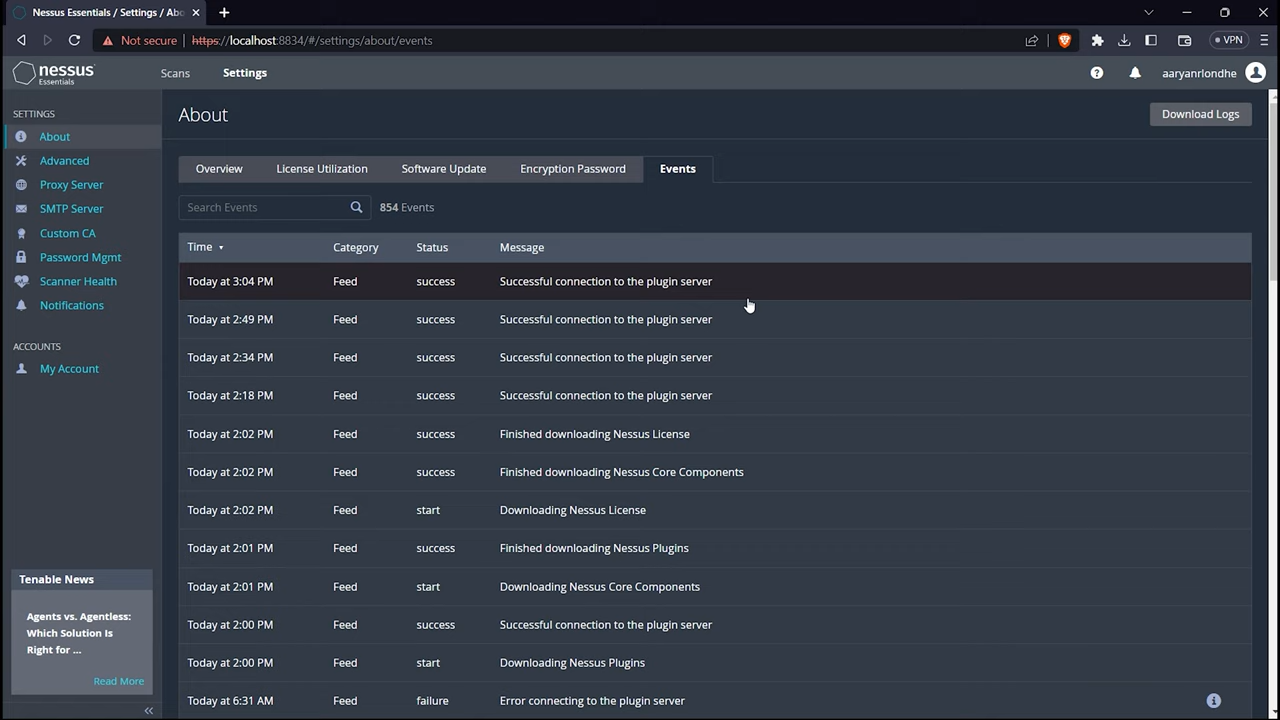 Nessus Essentials / Settings / Abo
Not secure https://localhost:8834/#/settings/about/events
VPN
nessus
Essentials
Scans
Settings
aaryanrlondhe
SETTINGS
About
Advanced
Proxy Server
SMTP Server
Custom CA
Password Mgmt
Scanner Health
Notifications
ACCOUNTS
My Account
Tenable News
Agents vs. Agentless:
Which Solution Is
Right for ...
Read More
About
Download Logs
Overview License Utilization Software Update Encryption Password Events
Search Events 854 Events
Time Category Status Message
Today at 3:04 PM Feed success Successful connection to the plugin server
Today at 2:49 PM Feed success Successful connection to the plugin server
Today at 2:34 PM Feed success Successful connection to the plugin server
Today at 2:18 PM Feed success Successful connection to the plugin server
Today at 2:02 PM Feed success Finished downloading Nessus License
Today at 2:02 PM Feed success Finished downloading Nessus Core Components
Today at 2:02 PM Feed start Downloading Nessus License
Today at 2:01 PM Feed success Finished downloading Nessus Plugins
Today at 2:01 PM Feed start Downloading Nessus Core Components
Today at 2:00 PM Feed success Successful connection to the plugin server
Today at 2:00 PM Feed start Downloading Nessus Plugins
Today at 6:31 AM Feed failure Error connecting to the plugin server